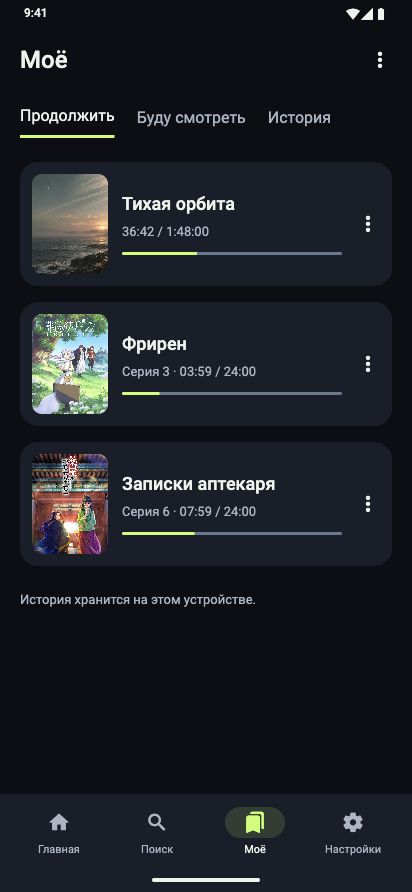 9:41
Моё
Продолжить Буду смотреть История
Тихая орбита
36:42 / 1:48:00
Фрирен
Серия 3 · 03:59 / 24:00
Записки аптекаря
Серия 6 · 07:59 / 24:00
История хранится на этом устройстве.
Главная Поиск Моё Настройки